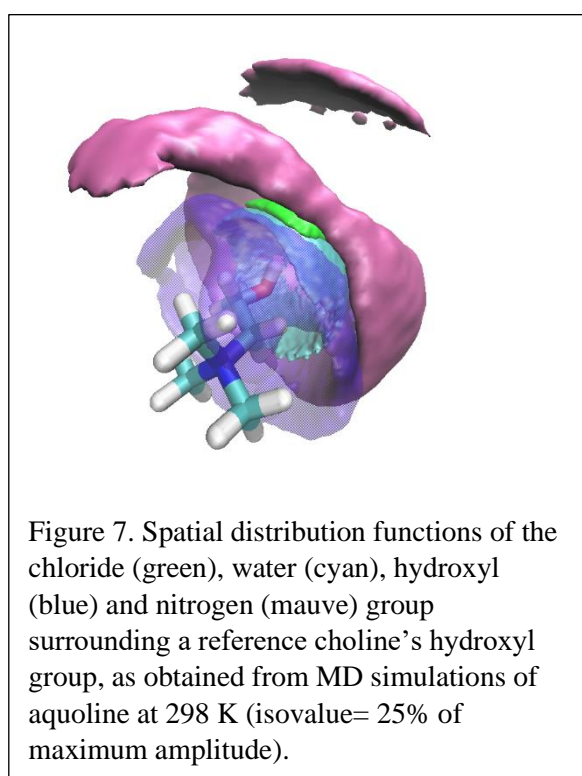 Figure 7. Spatial distribution functions of the
chloride (green), water (cyan), hydroxyl
(blue) and nitrogen (mauve) group
surrounding a reference choline's hydroxyl
group, as obtained from MD simulations of
aquoline at 298 K (isovalue= 25% of
maximum amplitude).